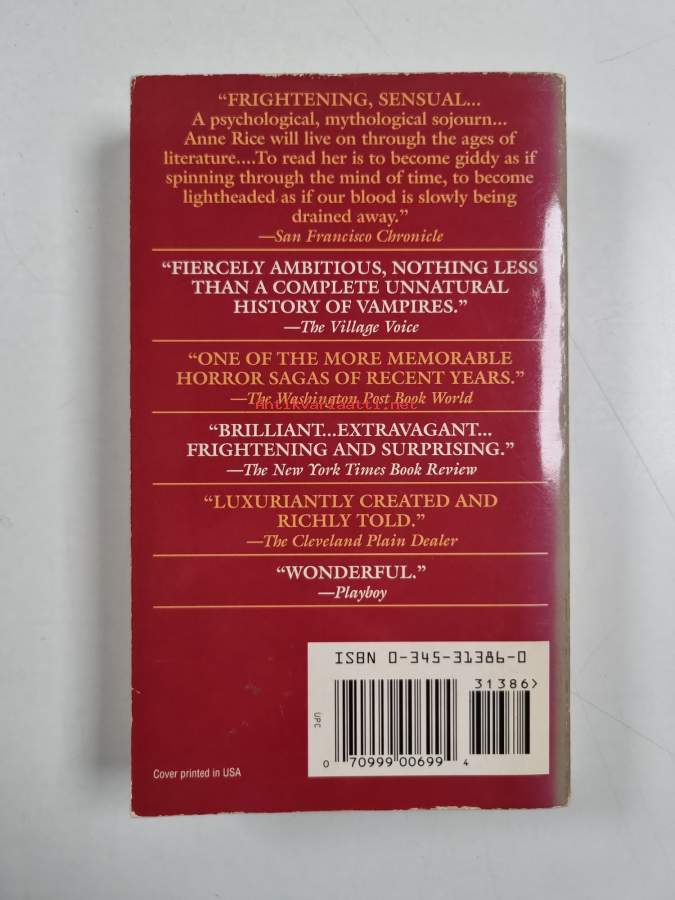 “FRIGHTENING, SENSUAL...
A psychological, mythological sojourn...
Anne Rice will live on through the ages of
literature....To read her is to become giddy as if
spinning through the mind of time, to become
lightheaded as if our blood is slowly being
drained away.”
—San Francisco Chronicle
“FIERCELY AMBITIOUS, NOTHING LESS
THAN A COMPLETE UNNATURAL
HISTORY OF VAMPIRES.”
—The Village Voice
“ONE OF THE MORE MEMORABLE
HORROR SAGAS OF RECENT YEARS.”
—The Washington Post Book World
Antikvariaatti.net
“BRILLIANT...EXTRAVAGANT...
FRIGHTENING AND SURPRISING.”
—The New York Times Book Review
“LUXURIANTLY CREATED AND
RICHLY TOLD.”
—The Cleveland Plain Dealer
“WONDERFUL.”
—Playboy
ISBN 0-345-31386-0
31386>
UPC
0 70999 00699 4
Cover printed in USA